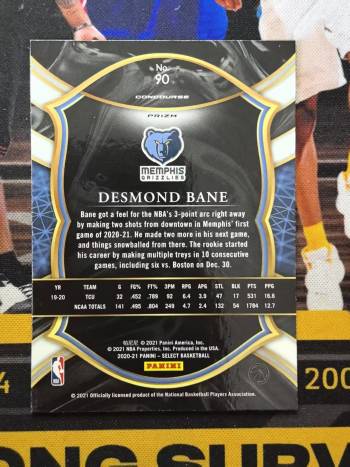 No.
90
CONCOURSE
PRIZM
MEMPHIS
GRIZZLIES
DESMOND BANE
Bane got a feel for the NBA's 3-point arc right away
by making two shots from downtown in Memphis' first
game of 2020-21. He made two more in his next game,
and things snowballed from there. The rookie started
his career by making multiple treys in 10 consecutive
games, including six vs. Boston on Dec. 30.
YR TEAM G FG% FT% 3PM RPG APG STL BLK PTS PPG
19-20 TCU 32 .452 .789 92 6.4 3.9 47 17 531 16.6
NCAA TOTALS 141 .495 .804 249 4.7 2.4 132 54 1784 12.7
PANINI
© 2021 Panini America, Inc.
© 2021 NBA Properties, Inc. Produced in the USA.
2020-21 PANINI – SELECT BASKETBALL
NBA
© 2021 Officially licensed product of the National Basketball Players Association.
4
200
ONG SURV